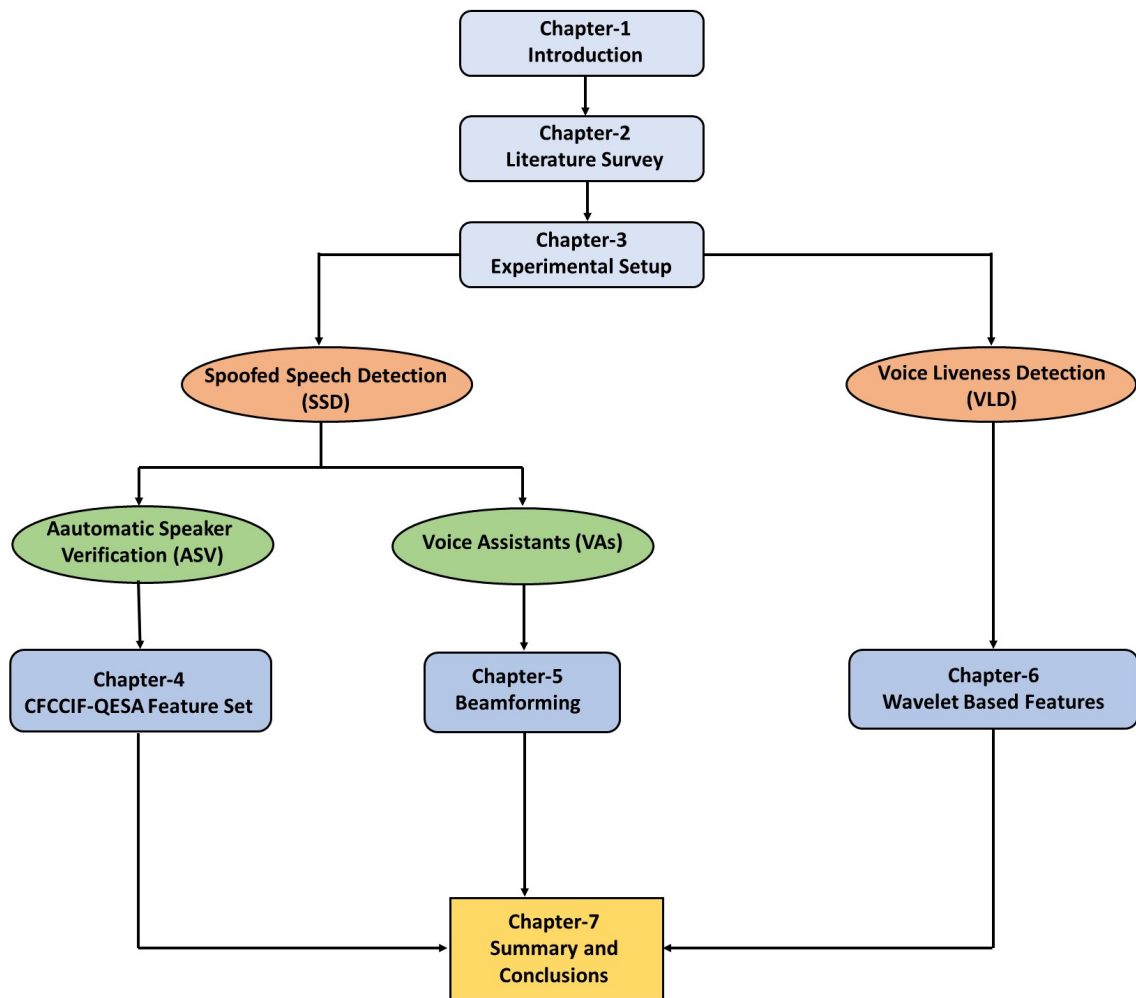 Chapter-1
Introduction
Chapter-2
Literature Survey
Chapter-3
Experimental Setup
Spoofed Speech Detection
(SSD)
Voice Liveness Detection
(VLD)
Aautomatic Speaker
Verification (ASV)
Voice Assistants (VAs)
Chapter-4
CFCCIF-QESA Feature Set
Chapter-5
Beamforming
Chapter-6
Wavelet Based Features
Chapter-7
Summary and
Conclusions